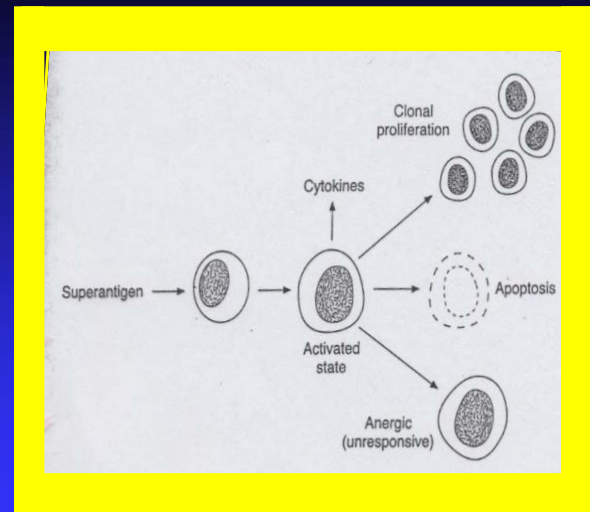 Clonal
proliferation
Cytokines
Superantigen
Apoptosis
Activated
state
Anergic
(unresponsive)